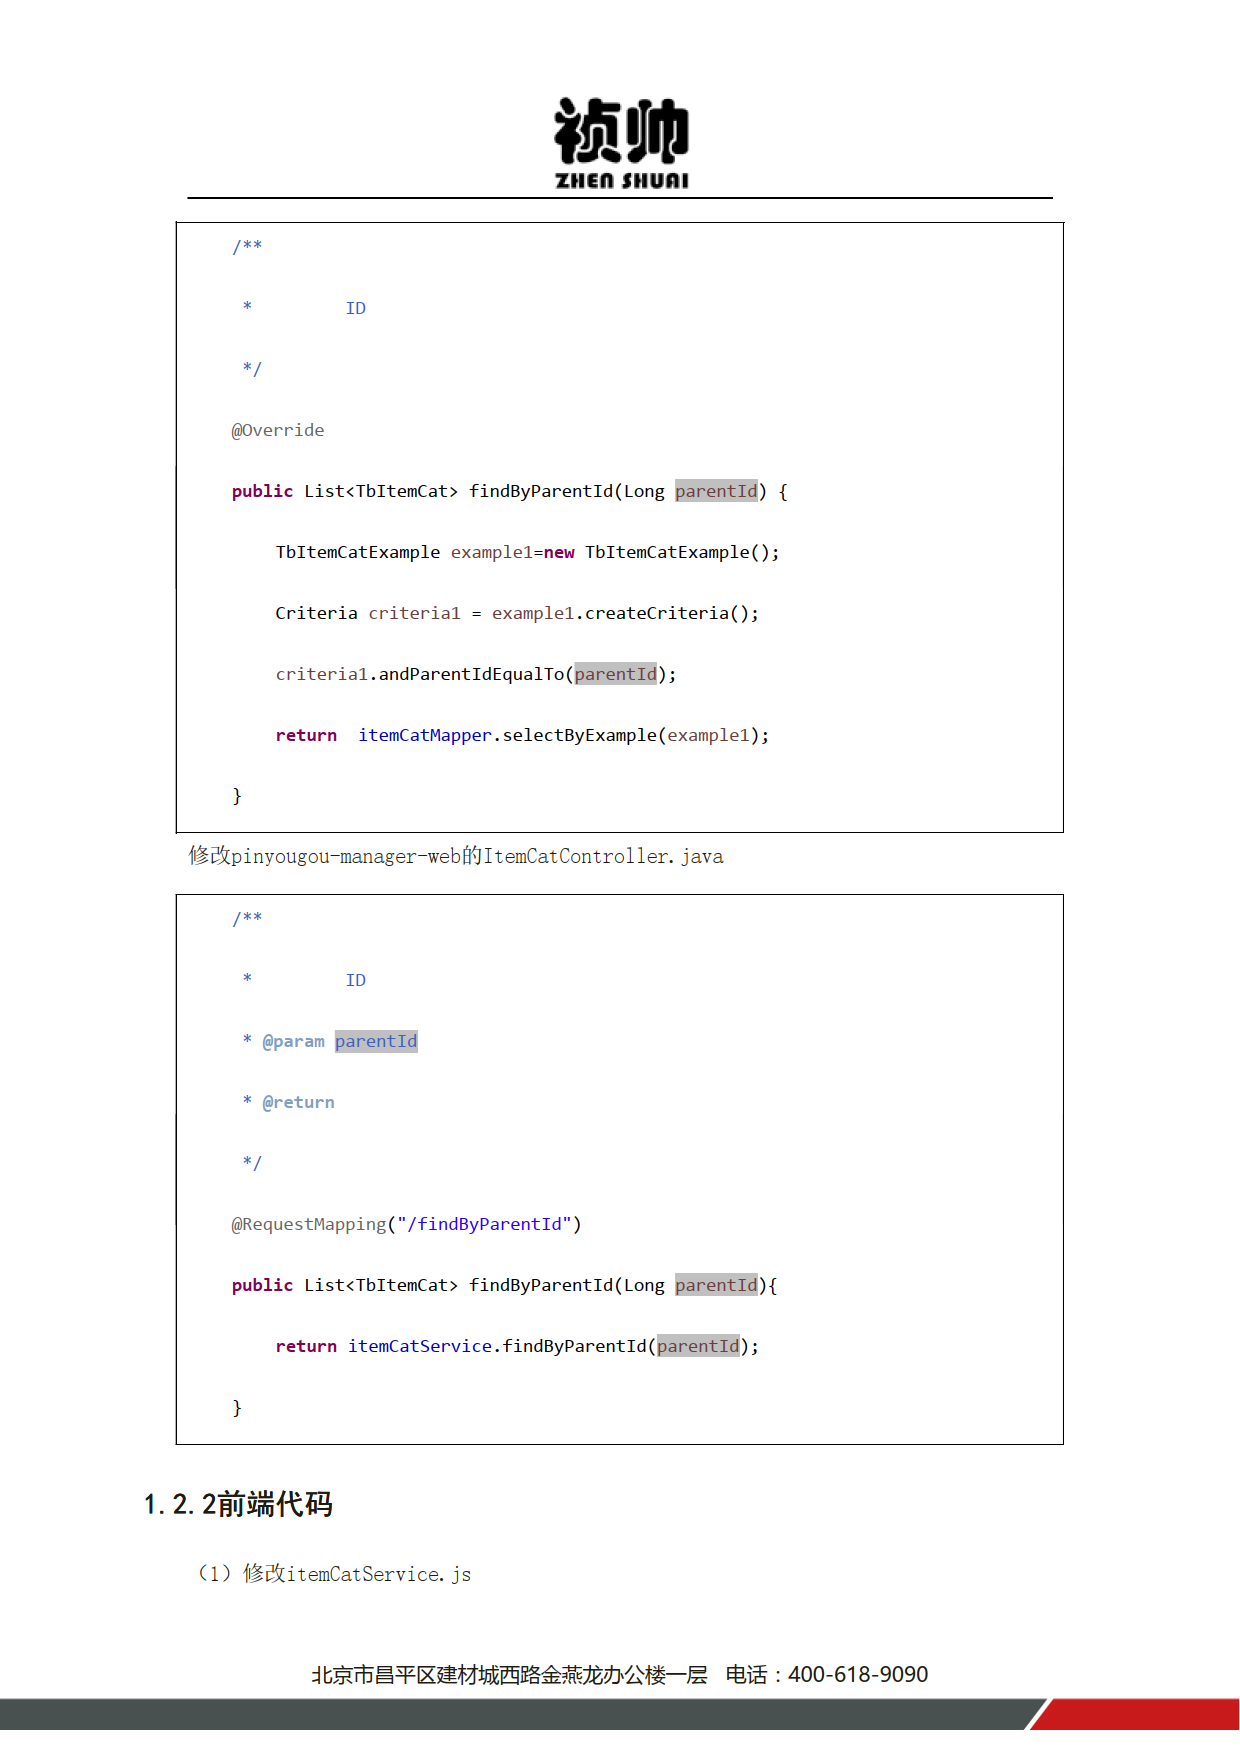 祯帅
ZHEN SHUAI
/**
* ID
*/
@Override
public List<TbItemCat> findByParentId(Long parentId) {
TbItemCatExample example1=new TbItemCatExample();
Criteria criteria1 = example1.createCriteria();
criteria1.andParentIdEqualTo(parentId);
return  itemCatMapper.selectByExample(example1);
}
修改pinyougou-manager-web的ItemCatController.java
/**
* ID
* @param parentId
* @return
*/
@RequestMapping("/findByParentId")
public List<TbItemCat> findByParentId(Long parentId){
return itemCatService.findByParentId(parentId);
}
1.2.2前端代码
（1）修改itemCatService.js
北京市昌平区建材城西路金燕龙办公楼一层 电话：400-618-9090